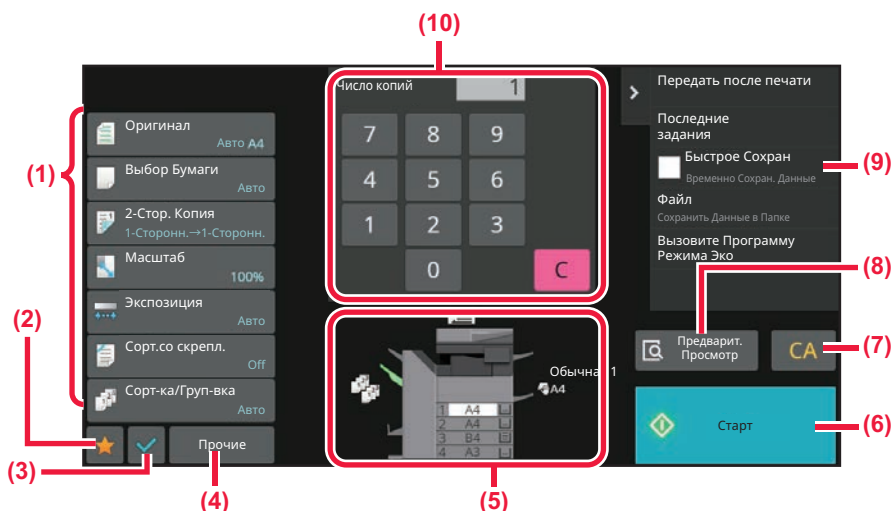 (10)
Число копий 1
7 8 9
4 5 6
1 2 3
0 C
(1)
Оригинал
Авто A4
Выбор Бумаги
Авто
2-Стор. Копия
1-Сторонн.→1-Сторонн.
Масштаб
100%
Экспозиция
Авто
Сорт.со скрепл.
Off
Сорт-ка/Груп-вка
Авто
(2)
(3)
Прочие
(4)
Обычная 1
A4
1 A4
2 A4
3 B4
4 A3
(5)
Передать после печати
Последние
задания
Быстрое Сохран
Временно Сохран. Данные
(9)
Файл
Сохранить Данные в Папке
Вызовите Программу
Режима Эко
(8)
Предварит.
Просмотр
CA
(7)
Старт
(6)